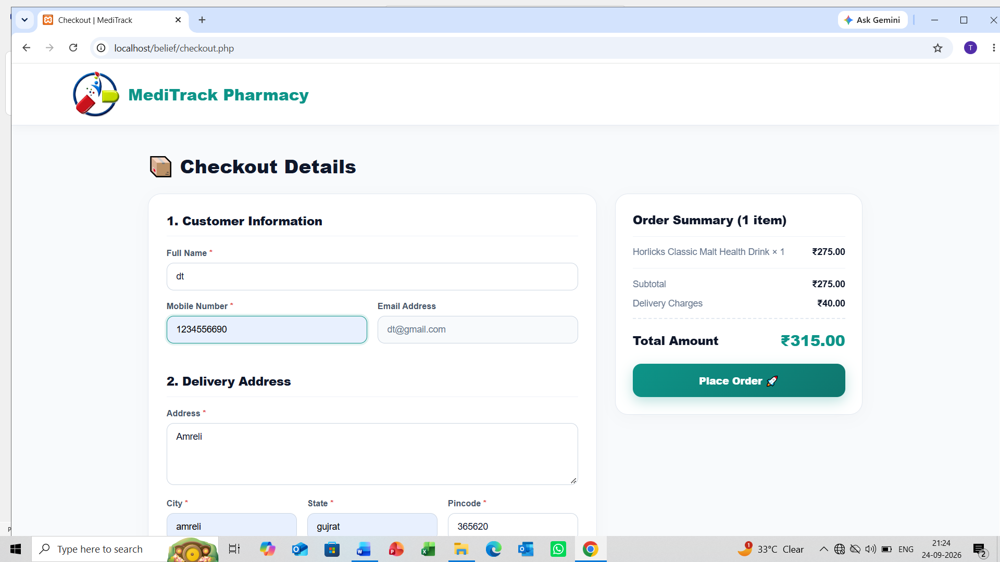 Checkout | MediTrack
Ask Gemini
localhost/belief/checkout.php
T
MediTrack Pharmacy
Checkout Details
1. Customer Information
Full Name *
dt
Mobile Number *
Email Address
1234556690
dt@gmail.com
2. Delivery Address
Address *
Amreli
City *
State *
Pincode *
amreli
gujrat
365620
Order Summary (1 item)
Horlicks Classic Malt Health Drink × 1 ₹275.00
Subtotal ₹275.00
Delivery Charges ₹40.00
Total Amount ₹315.00
Place Order 🚀
P
Type here to search
1
33°C Clear
ENG
21:24
24-09-2026
2